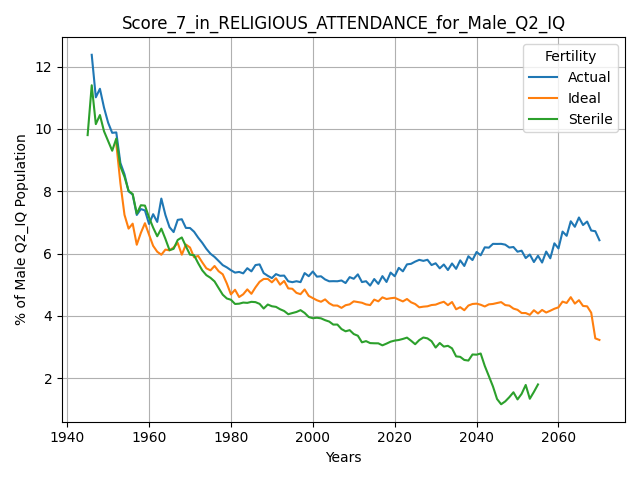 Score_7_in_RELIGIOUS_ATTENDANCE_for_Male_Q2_IQ
Fertility
Actual
Ideal
Sterile
% of Male Q2_IQ Population
12
10
8
6
4
2
1940 1960 1980 2000 2020 2040 2060
Years